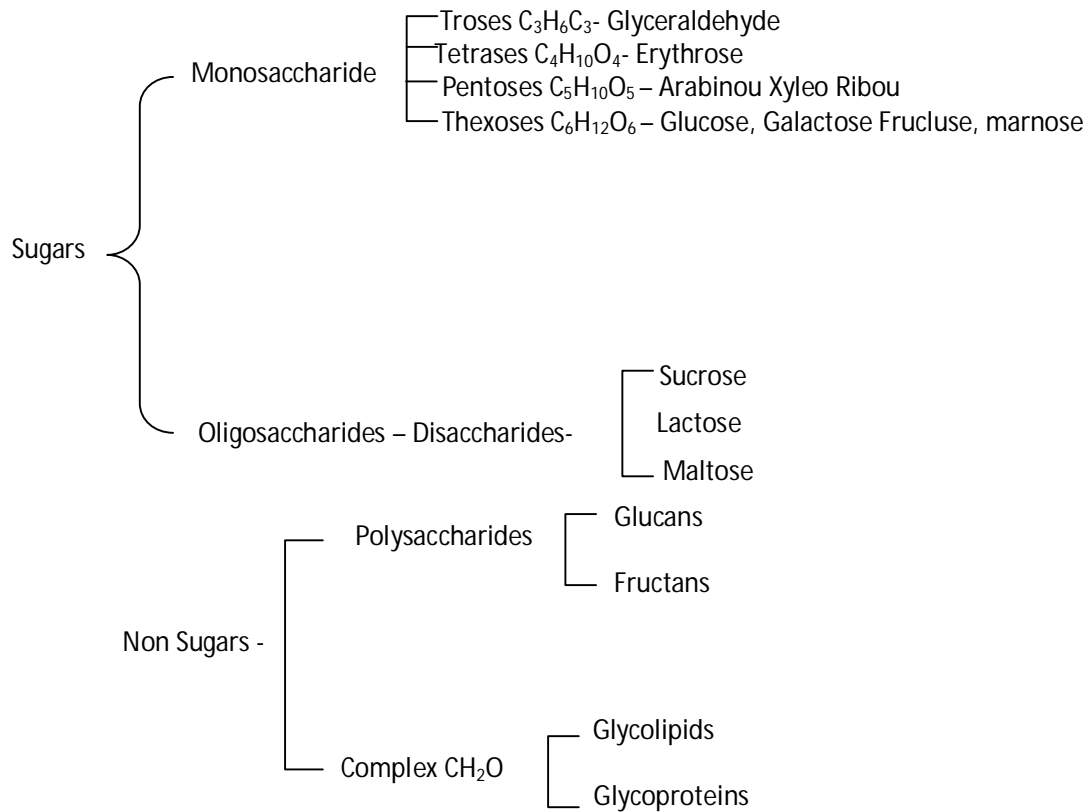 Troses C₃H₆C₃- Glyceraldehyde
Tetrases C₄H₁₀O₄- Erythrose
Monosaccharide
Pentoses C₅H₁₀O₅ – Arabinou Xyleo Ribou
Thexoses C₆H₁₂O₆ – Glucose, Galactose Frucluse, marnose
Sugars
Sucrose
Lactose
Oligosaccharides – Disaccharides-
Maltose
Glucans
Polysaccharides
Fructans
Non Sugars -
Glycolipids
Complex CH₂O
Glycoproteins